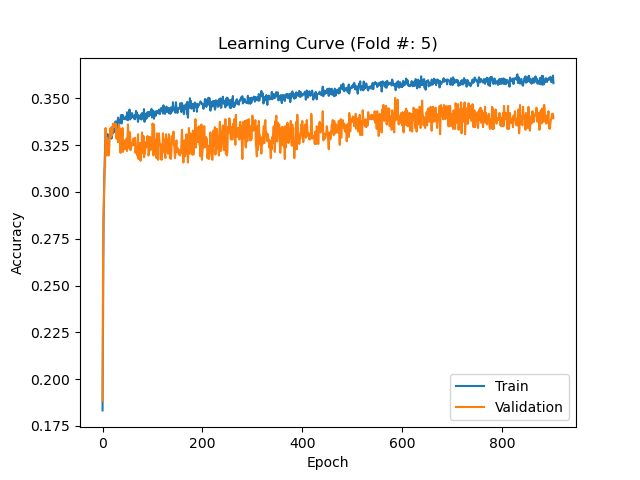 Learning Curve (Fold #: 5)
0.350
0.325
0.300
0.275
0.250
0.225
0.200
0.175
Accuracy
0 200 400 600 800
Epoch
Train
Validation